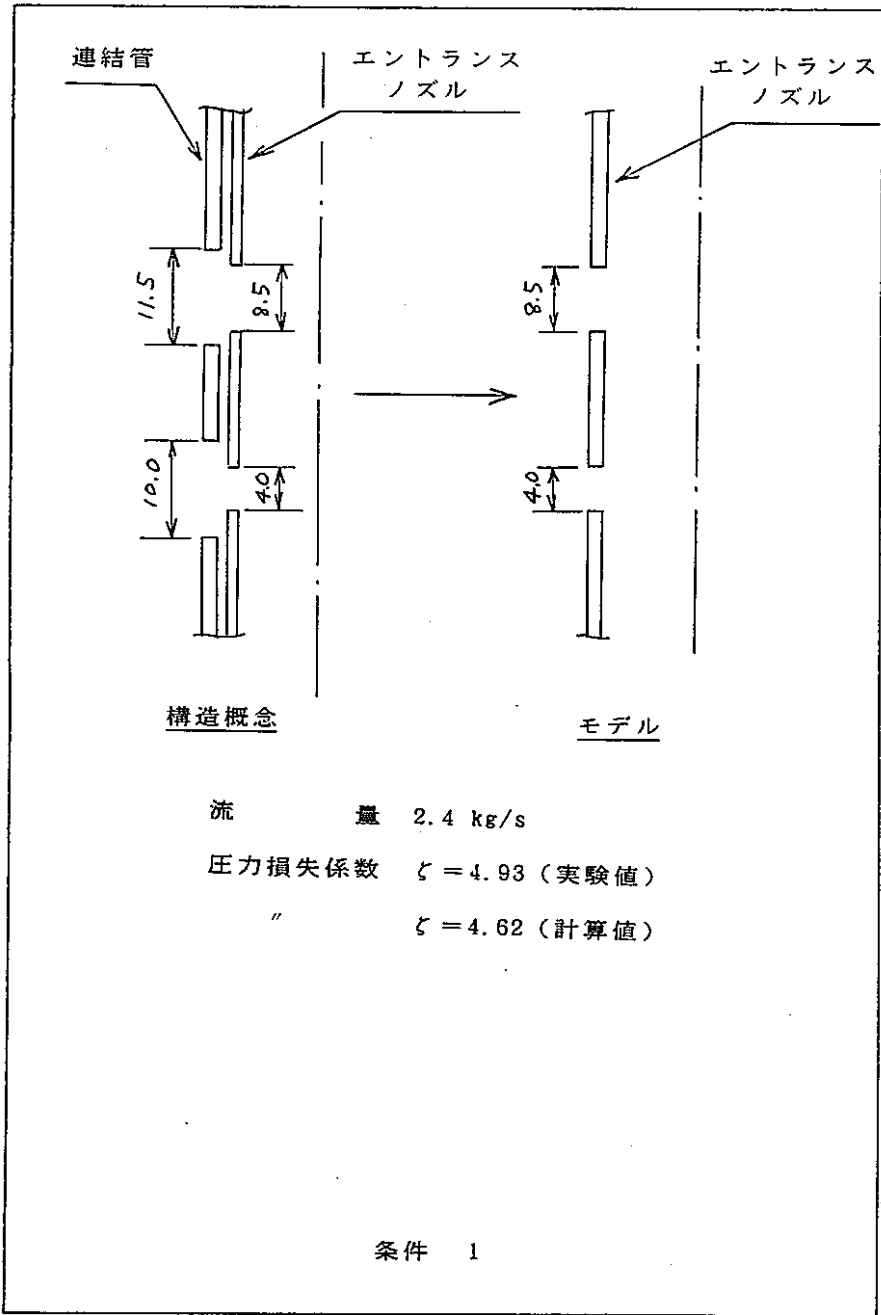 連結管
エントランス
ノズル
エントランス
ノズル
11.5
8.5
10.0
4.0
8.5
4.0
構造概念
モデル
流 量 2.4 kg/s
圧力損失係数 ζ=4.93(実験値)
〃 ζ=4.62(計算値)
条件 1